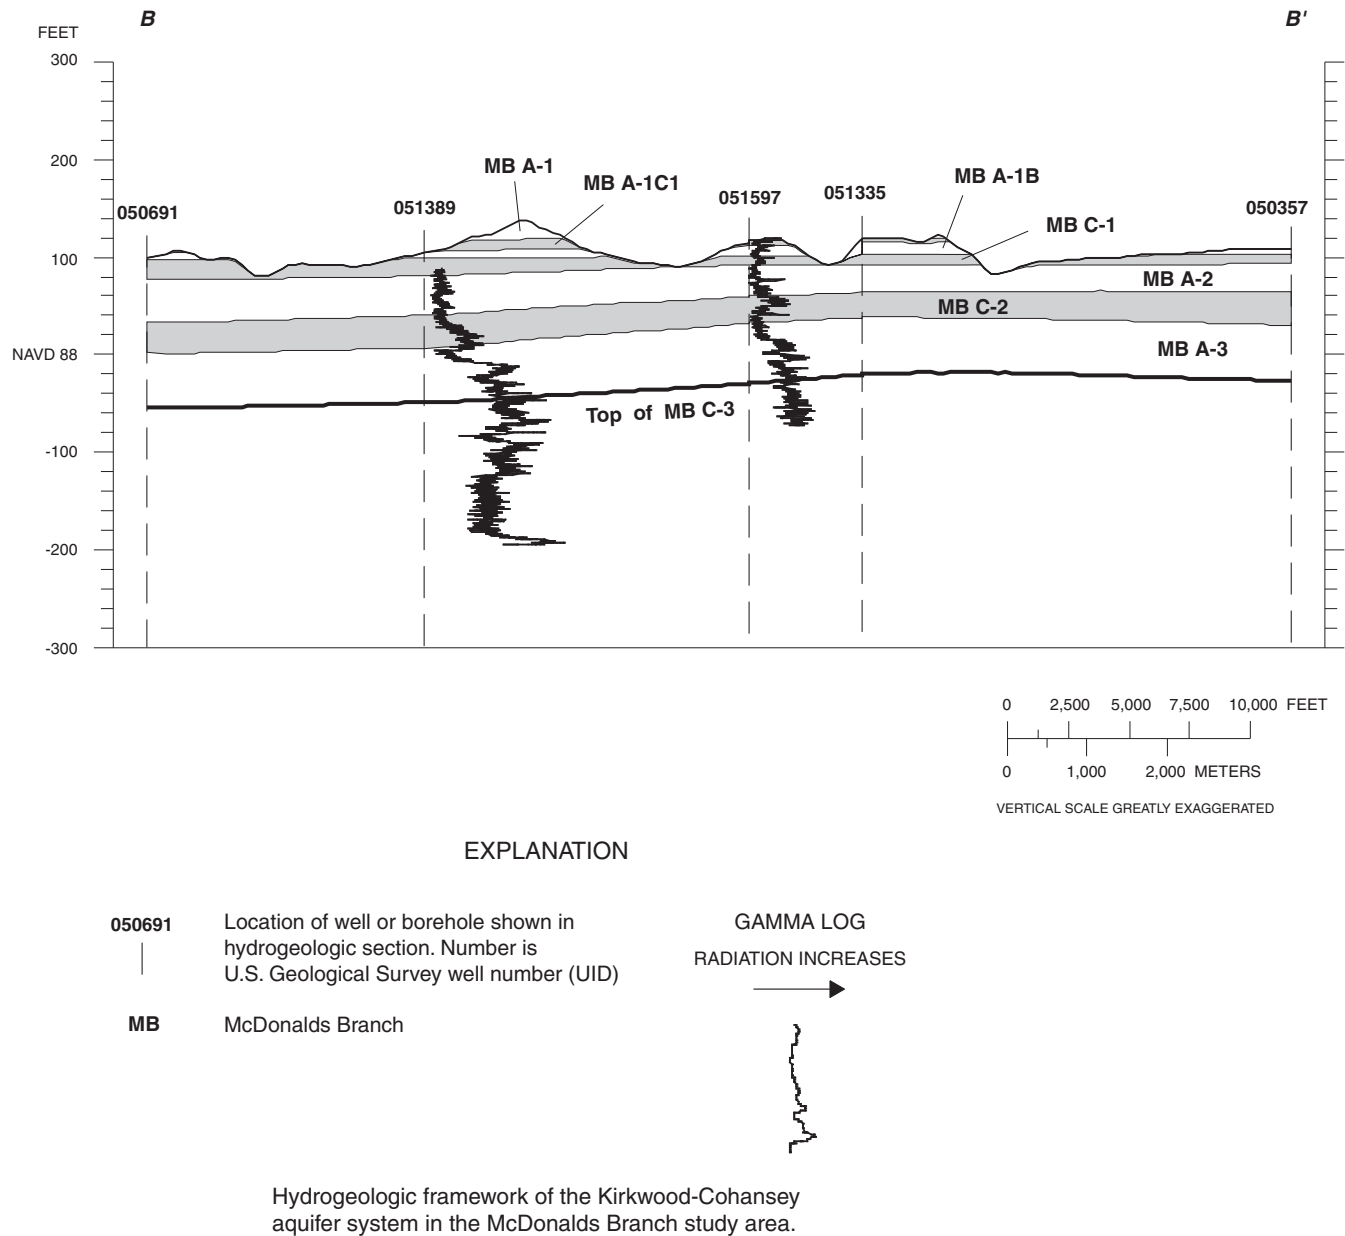 B B'
FEET
300
200
100
NAVD 88
-100
-200
-300
050691
051389
MB A-1
MB A-1C1
051597
051335
MB A-1B
MB C-1
050357
MB A-2
MB C-2
MB A-3
Top of MB C-3
0 2,500 5,000 7,500 10,000 FEET
0 1,000 2,000 METERS
VERTICAL SCALE GREATLY EXAGGERATED
EXPLANATION
050691 Location of well or borehole shown in
hydrogeologic section. Number is
U.S. Geological Survey well number (UID)
MB McDonalds Branch
GAMMA LOG
RADIATION INCREASES
Hydrogeologic framework of the Kirkwood-Cohansey
aquifer system in the McDonalds Branch study area.